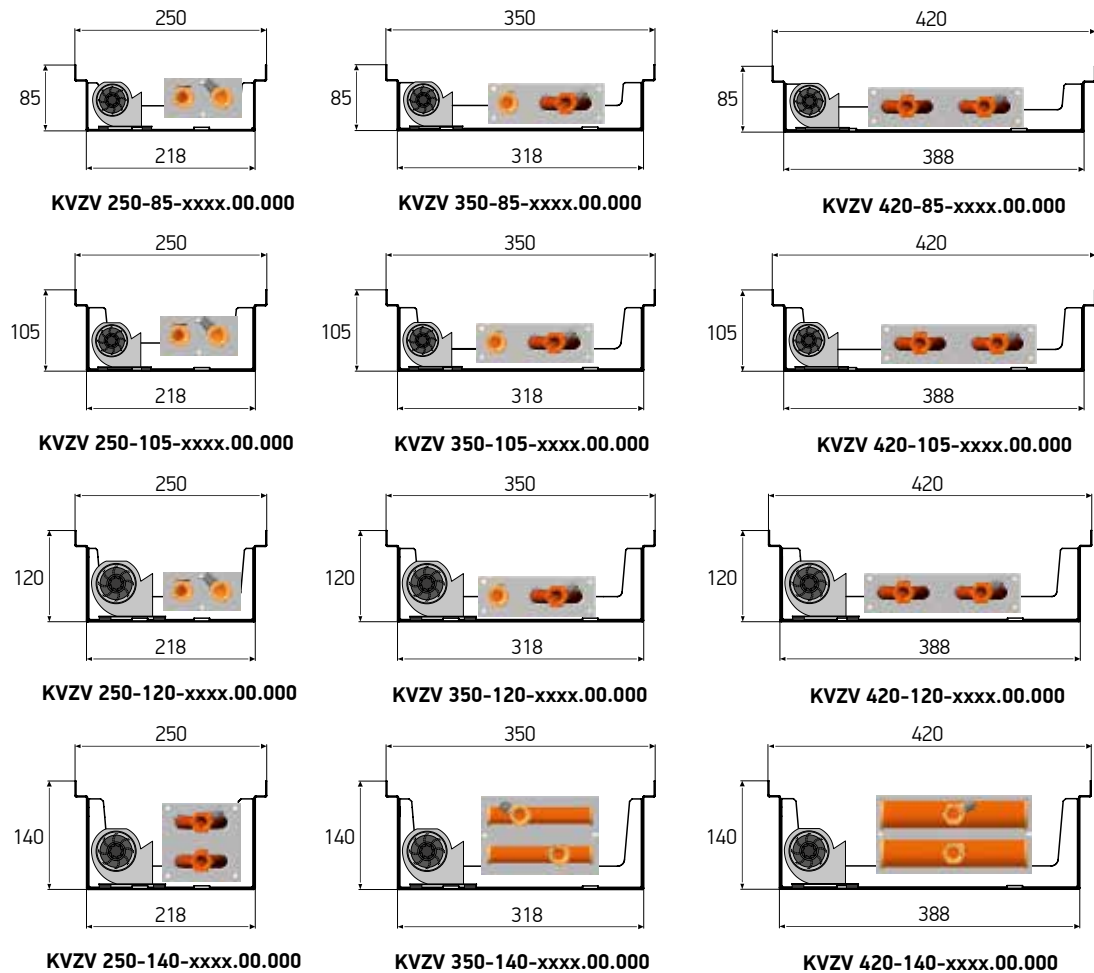 250 350 420
85 85 85
218 318 388
KVZV 250-85-xxxx.00.000 KVZV 350-85-xxxx.00.000 KVZV 420-85-xxxx.00.000
250 350 420
105 105 105
218 318 388
KVZV 250-105-xxxx.00.000 KVZV 350-105-xxxx.00.000 KVZV 420-105-xxxx.00.000
250 350 420
120 120 120
218 318 388
KVZV 250-120-xxxx.00.000 KVZV 350-120-xxxx.00.000 KVZV 420-120-xxxx.00.000
250 350 420
140 140 140
218 318 388
KVZV 250-140-xxxx.00.000 KVZV 350-140-xxxx.00.000 KVZV 420-140-xxxx.00.000